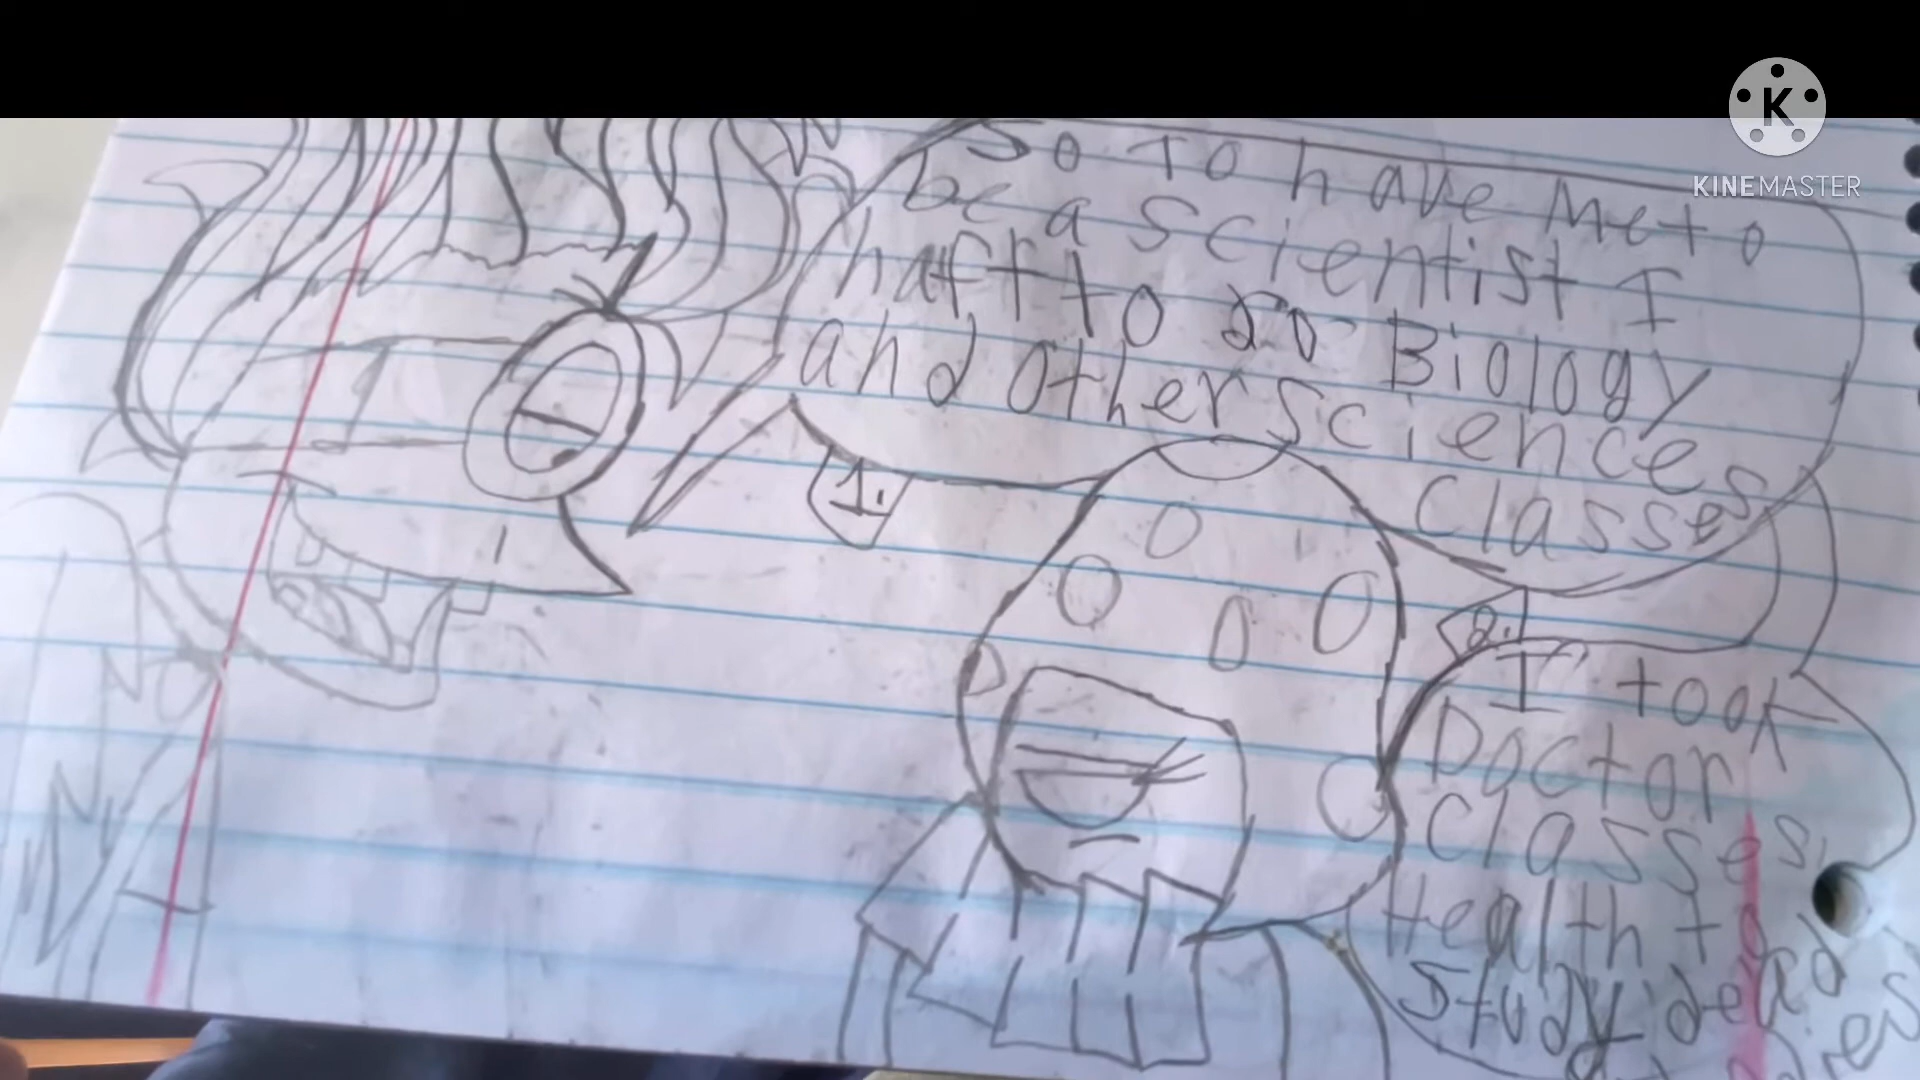 So To have Me to
be a scientist I
haft to do Biology
and other sciences
classes
1.
2.
I took
Doctor
classes,
Health to
study dead
KINEMASTER